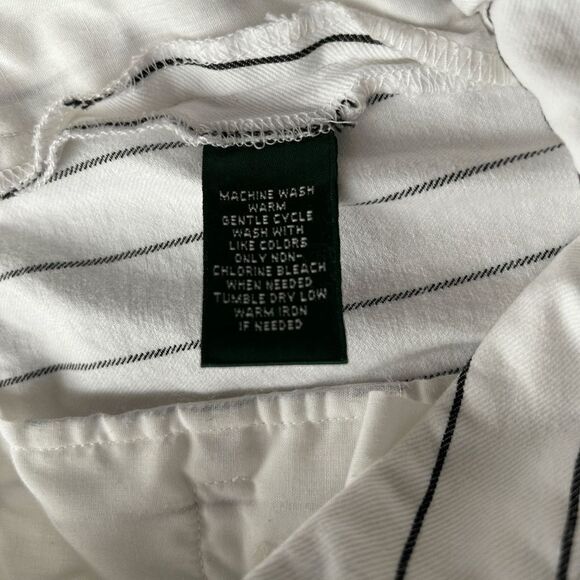 MACHINE WASH
WARM
GENTLE CYCLE
WASH WITH
LIKE COLORS
ONLY NON-
CHLORINE BLEACH
WHEN NEEDED
TUMBLE DRY LOW
WARM IRON
IF NEEDED